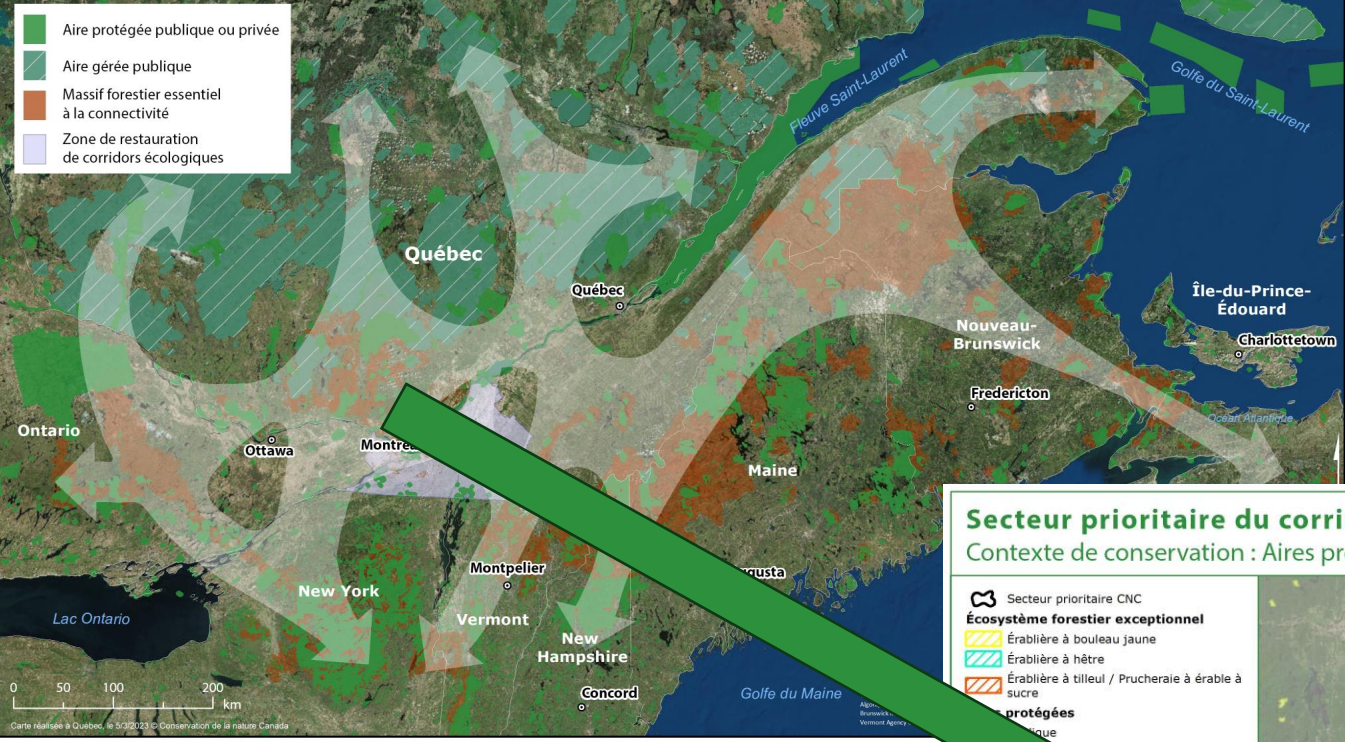 Aire protégée publique ou privée
Aire gérée publique
Massif forestier essentiel
à la connectivité
Zone de restauration
de corridors écologiques
Fleuve Saint-Laurent
Golfe du Saint-Laurent
Québec
Québec
Île-du-Prince-
Édouard
Charlottetown
Nouveau-
Brunswick
Fredericton
Océan Atlantique
Ontario
Ottawa
Maine
Montpelier
New York
Vermont
New
Hampshire
Lac Ontario
Concord
Golfe du Maine
0 50 100 200
km
Carte réalisée à Québec, le 5/3/2023 © Conservation de la nature Canada
Vermont Agency
Secteur prioritaire du corri
Contexte de conservation : Aires pr
Secteur prioritaire CNC
Écosystème forestier exceptionnel
Érablière à bouleau jaune
Érablière à hêtre
Érablière à tilleul / Prucheraie à érable à
sucre
protégées